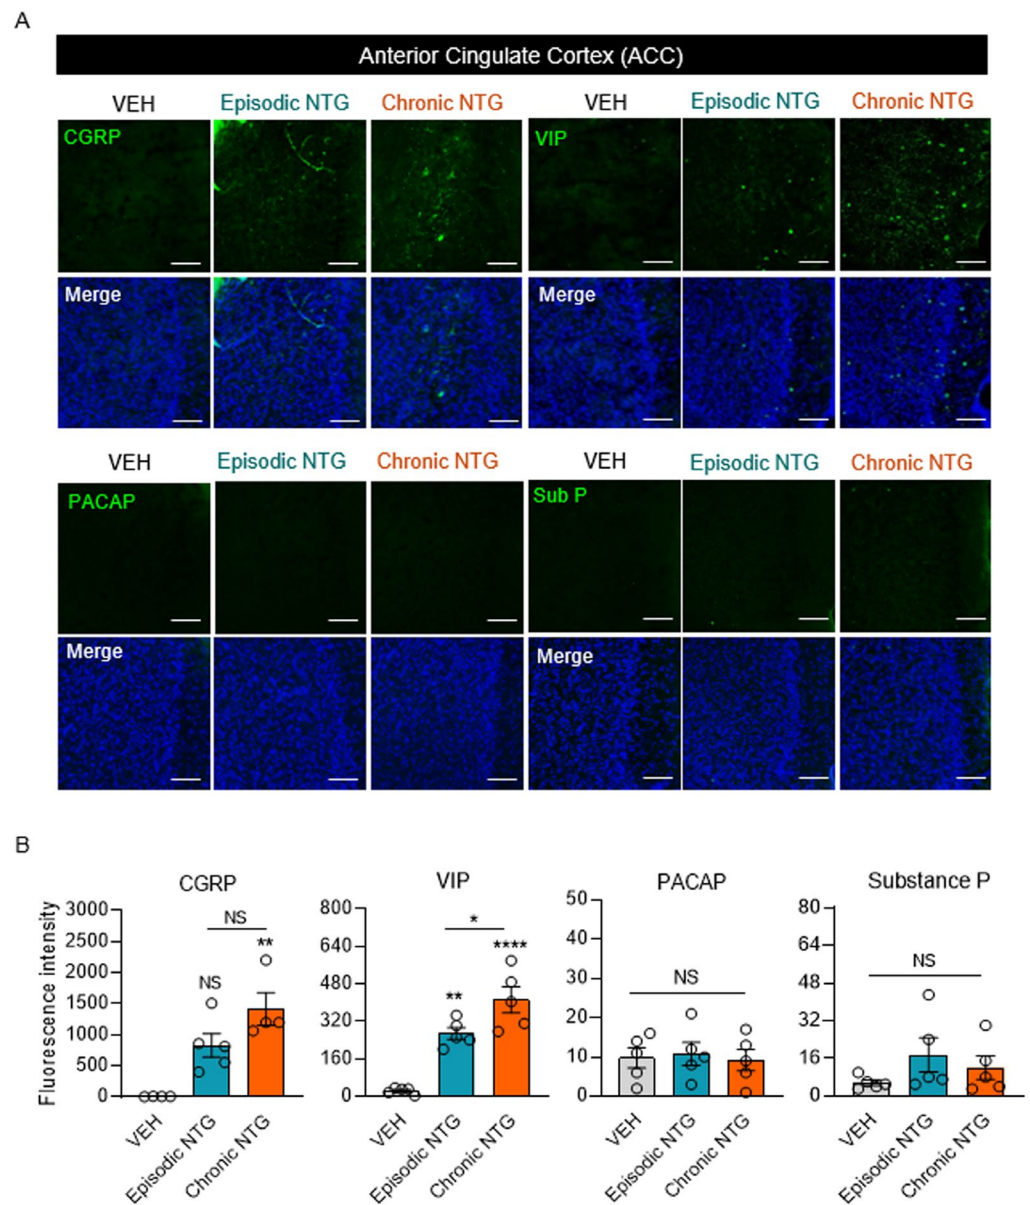 A
Anterior Cingulate Cortex (ACC)
VEH Episodic NTG Chronic NTG VEH Episodic NTG Chronic NTG
CGRP VIP
Merge Merge
VEH Episodic NTG Chronic NTG VEH Episodic NTG Chronic NTG
PACAP Sub P
Merge Merge
B
CGRP VIP PACAP Substance P
Fluorescence intensity
3000
2500
2000
1500
1000
500
0
NS
NS
**
VEH
Episodic NTG
Chronic NTG
800
640
480
320
160
0
*
**
****
VEH
Episodic NTG
Chronic NTG
50
40
30
20
10
0
NS
VEH
Episodic NTG
Chronic NTG
80
64
48
32
16
0
NS
VEH
Episodic NTG
Chronic NTG